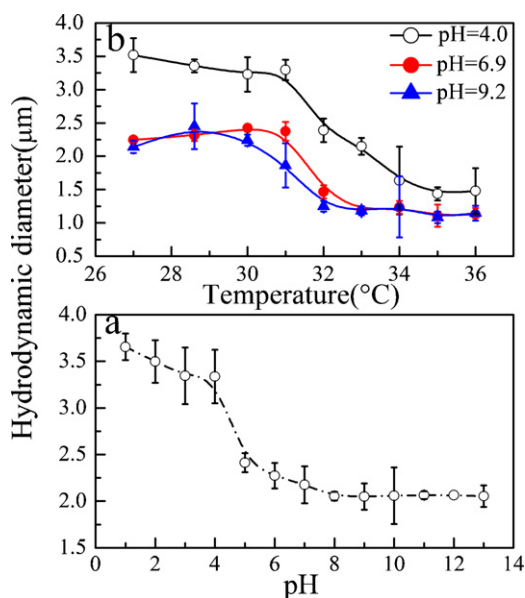 b
pH=4.0
pH=6.9
pH=9.2
4.0
3.5
3.0
2.5
2.0
1.5
1.0
0.5
26 28 30 32 34 36
Temperature(°C)
Hydrodynamic diameter(μm)
a
4.0
3.5
3.0
2.5
2.0
1.5
0 2 4 6 8 10 12 14
pH